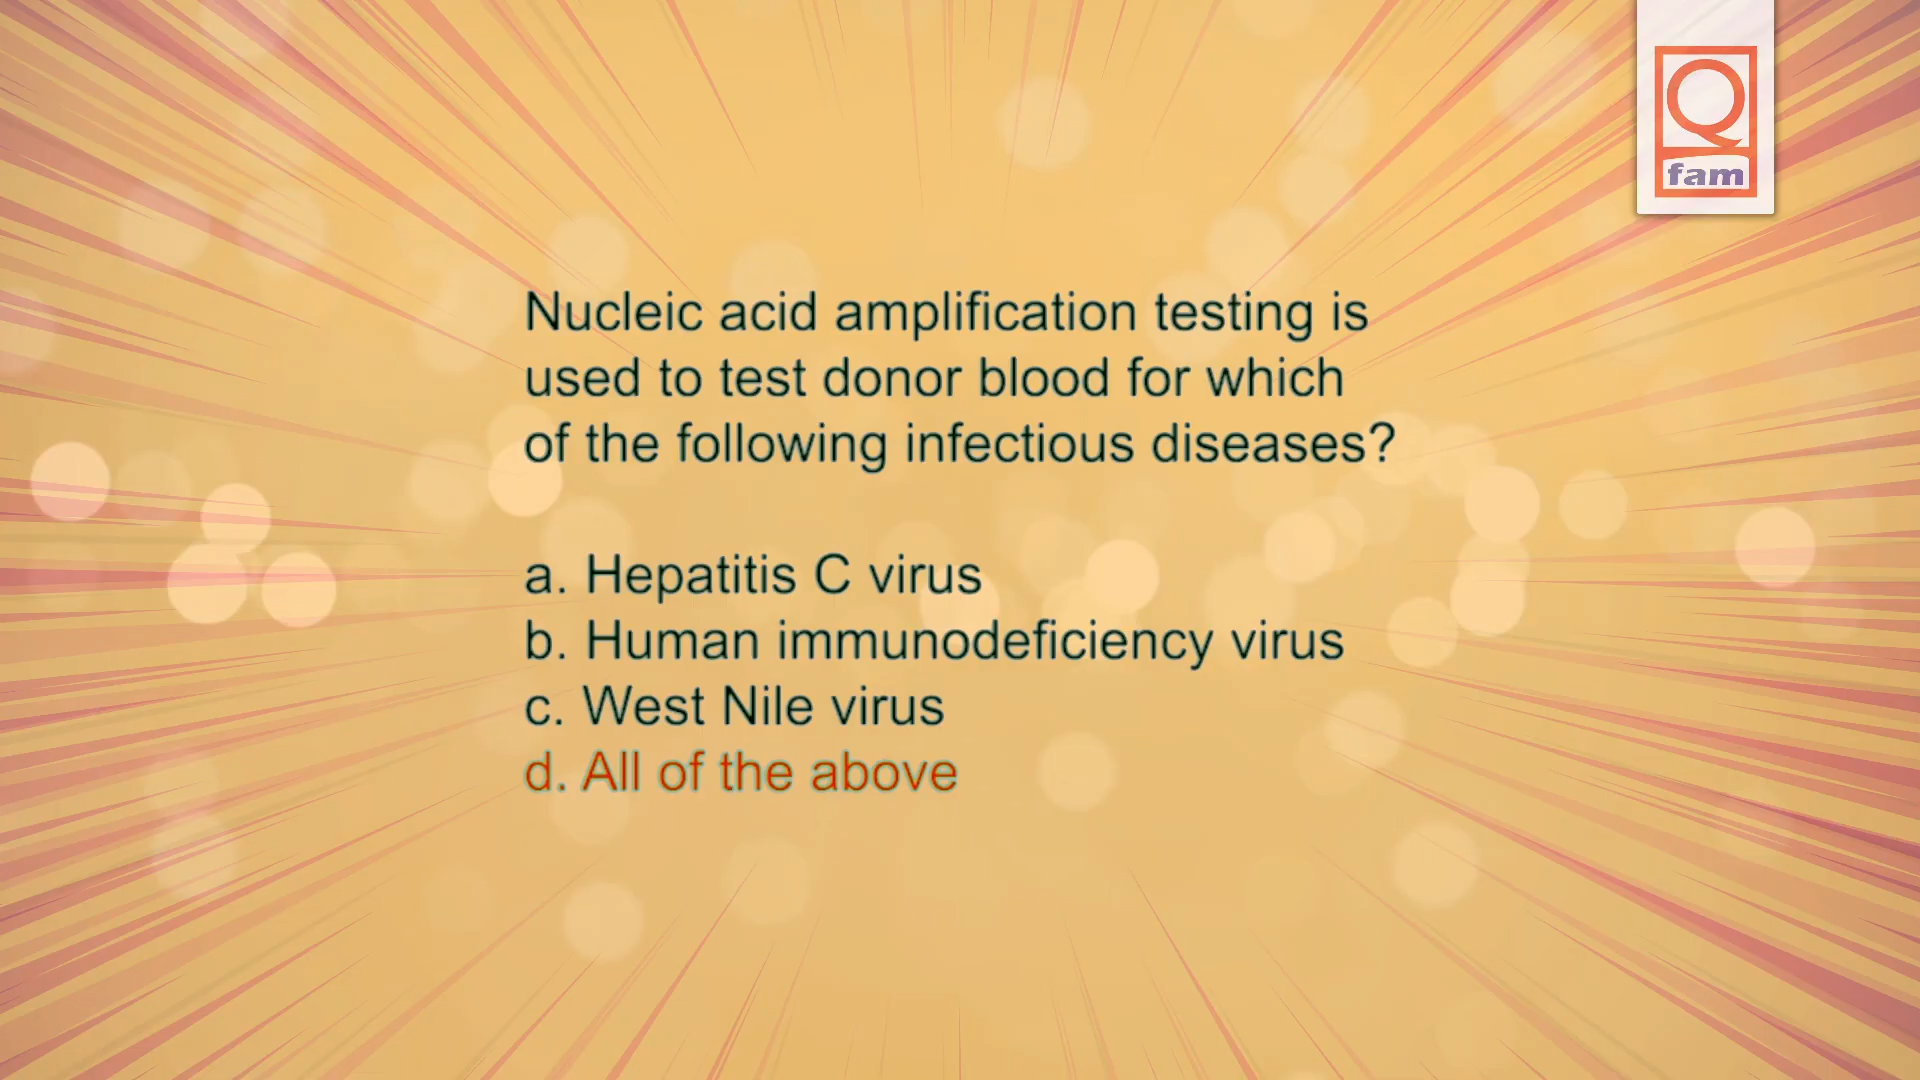 Q
fam
Nucleic acid amplification testing is
used to test donor blood for which
of the following infectious diseases?
a. Hepatitis C virus
b. Human immunodeficiency virus
c. West Nile virus
d. All of the above